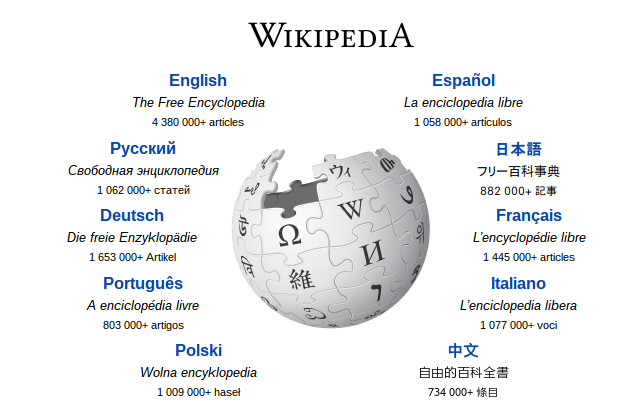 WIKIPEDIA
English
The Free Encyclopedia
4 380 000+ articles
Español
La enciclopedia libre
1 058 000+ artículos
Русский
Свободная энциклопедия
1 062 000+ статей
日本語
フリー百科事典
882 000+ 記事
Deutsch
Die freie Enzyklopädie
1 653 000+ Artikel
Français
L'encyclopédie libre
1 445 000+ articles
Português
A enciclopédia livre
803 000+ artigos
Italiano
L'enciclopedia libera
1 077 000+ voci
Polski
Wolna encyklopedia
1 009 000+ haseł
中文
自由的百科全書
734 000+ 條目
ウィ
W
Ω
И
維